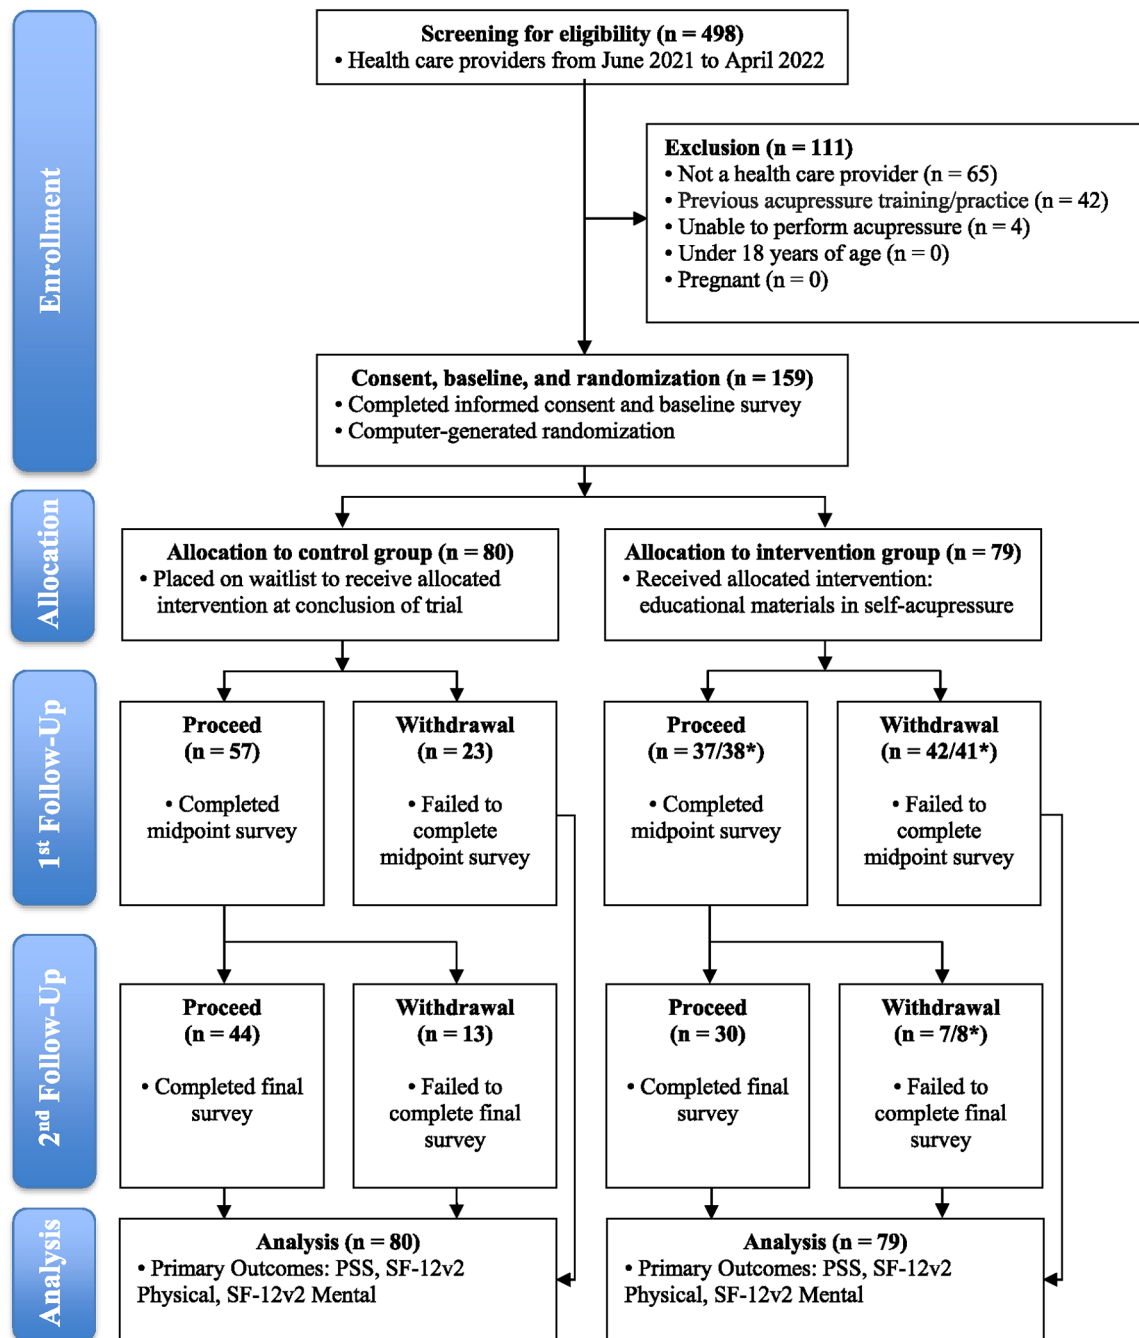 Enrollment
Screening for eligibility (n = 498)
• Health care providers from June 2021 to April 2022
Exclusion (n = 111)
• Not a health care provider (n = 65)
• Previous acupressure training/practice (n = 42)
• Unable to perform acupressure (n = 4)
• Under 18 years of age (n = 0)
• Pregnant (n = 0)
Consent, baseline, and randomization (n = 159)
• Completed informed consent and baseline survey
• Computer-generated randomization
Allocation
Allocation to control group (n = 80)
• Placed on waitlist to receive allocated
intervention at conclusion of trial
Allocation to intervention group (n = 79)
• Received allocated intervention:
educational materials in self-acupressure
1st Follow-Up
Proceed
(n = 57)
• Completed
midpoint survey
Withdrawal
(n = 23)
• Failed to
complete
midpoint survey
Proceed
(n = 37/38*)
• Completed
midpoint survey
Withdrawal
(n = 42/41*)
• Failed to
complete
midpoint survey
2nd Follow-Up
Proceed
(n = 44)
• Completed final
survey
Withdrawal
(n = 13)
• Failed to
complete final
survey
Proceed
(n = 30)
• Completed final
survey
Withdrawal
(n = 7/8*)
• Failed to
complete final
survey
Analysis
Analysis (n = 80)
• Primary Outcomes: PSS, SF-12v2
Physical, SF-12v2 Mental
Analysis (n = 79)
• Primary Outcomes: PSS, SF-12v2
Physical, SF-12v2 Mental